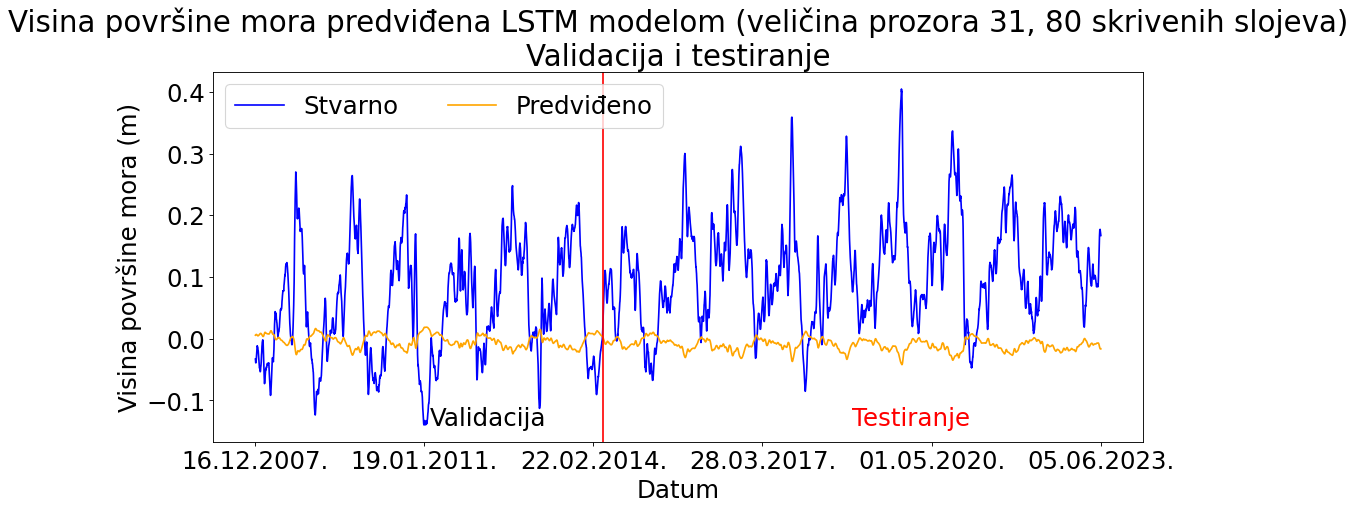 Visina površine mora predviđena LSTM modelom (veličina prozora 31, 80 skrivenih slojeva)
Validacija i testiranje
Stvarno
Predviđeno
Visina površine mora (m)
0.4
0.3
0.2
0.1
0.0
−0.1
Validacija
Testiranje
16.12.2007.
19.01.2011.
22.02.2014.
28.03.2017.
01.05.2020.
05.06.2023.
Datum